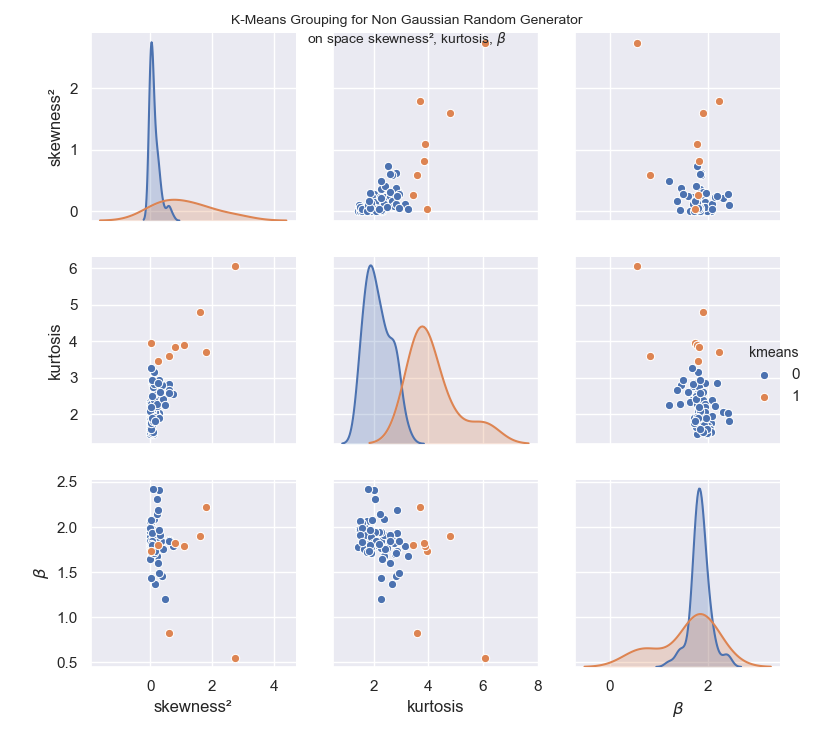 K-Means Grouping for Non Gaussian Random Generator
on space skewness², kurtosis, β
skewness²
2
1
0
kurtosis
6
5
4
3
2
kmeans
0
1
β
2.5
2.0
1.5
1.0
0.5
0 2 4
2 4 6 8
0 2
skewness² kurtosis β